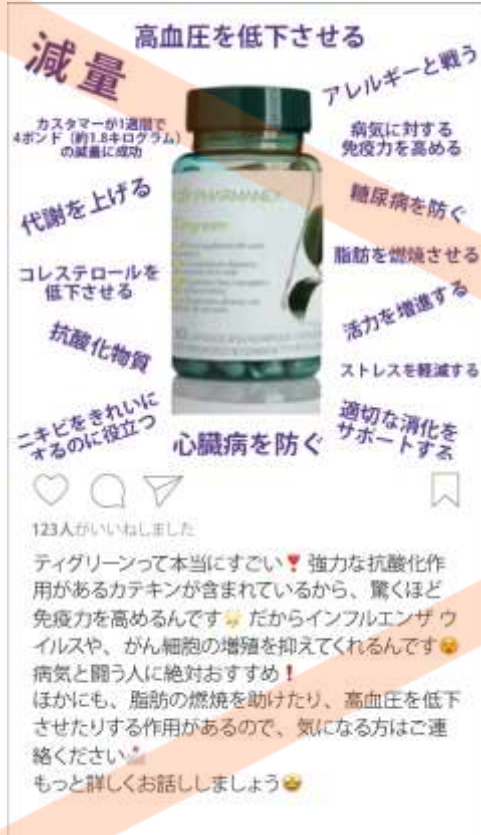 高血圧を低下させる
減量
アレルギーと戦う
カスタマーが1週間で
4ポンド（約1.8キログラム）
の減量に成功
病気に対する
免疫力を高める
PHARMANEX
代謝を上げる
糖尿病を防ぐ
脂肪を燃焼させる
コレステロールを
低下させる
活力を増進する
抗酸化物質
ストレスを軽減する
ニキビをきれいに
するのに役立つ
心臓病を防ぐ
適切な消化を
サポートする
123人がいいねしました
ティグリーンって本当にすごい❣ 強力な抗酸化作
用があるカテキンが含まれているから、驚くほど
免疫力を高めるんです だからインフルエンザ ウ
イルスや、がん細胞の増殖を抑えてくれるんです
病気と闘う人に絶対おすすめ！
ほかにも、脂肪の燃焼を助けたり、高血圧を低下
させたりする作用があるので、気になる方はご連
絡ください
もっと詳しくお話ししましょう🤩